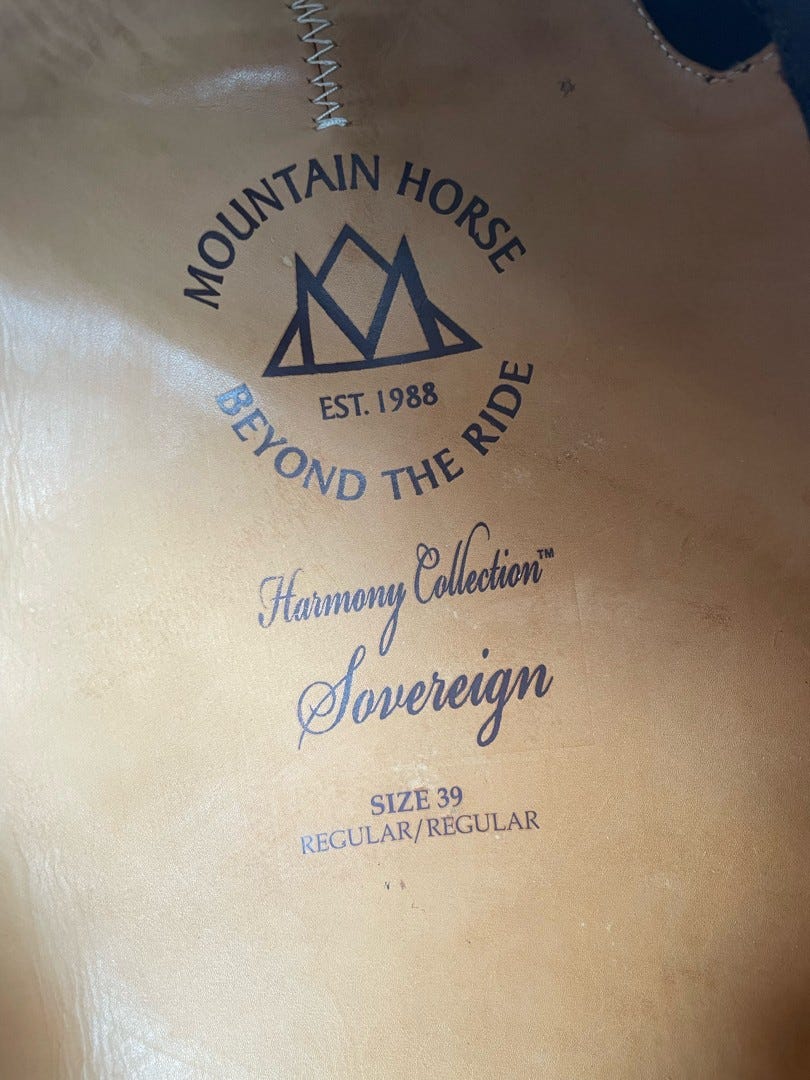 MOUNTAIN HORSE
EST. 1988
BEYOND THE RIDE
Harmony Collection™
Sovereign
SIZE 39
REGULAR/REGULAR